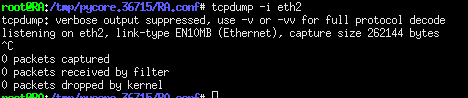 root@RA:/tmp/pycore.36715/RA.conf# tcpdump -i eth2
tcpdump: verbose output suppressed, use -v or -vv for full protocol decode
listening on eth2, link-type EN10MB (Ethernet), capture size 262144 bytes
^C
0 packets captured
0 packets received by filter
0 packets dropped by kernel
root@RA:/tmp/pycore.36715/RA.conf#